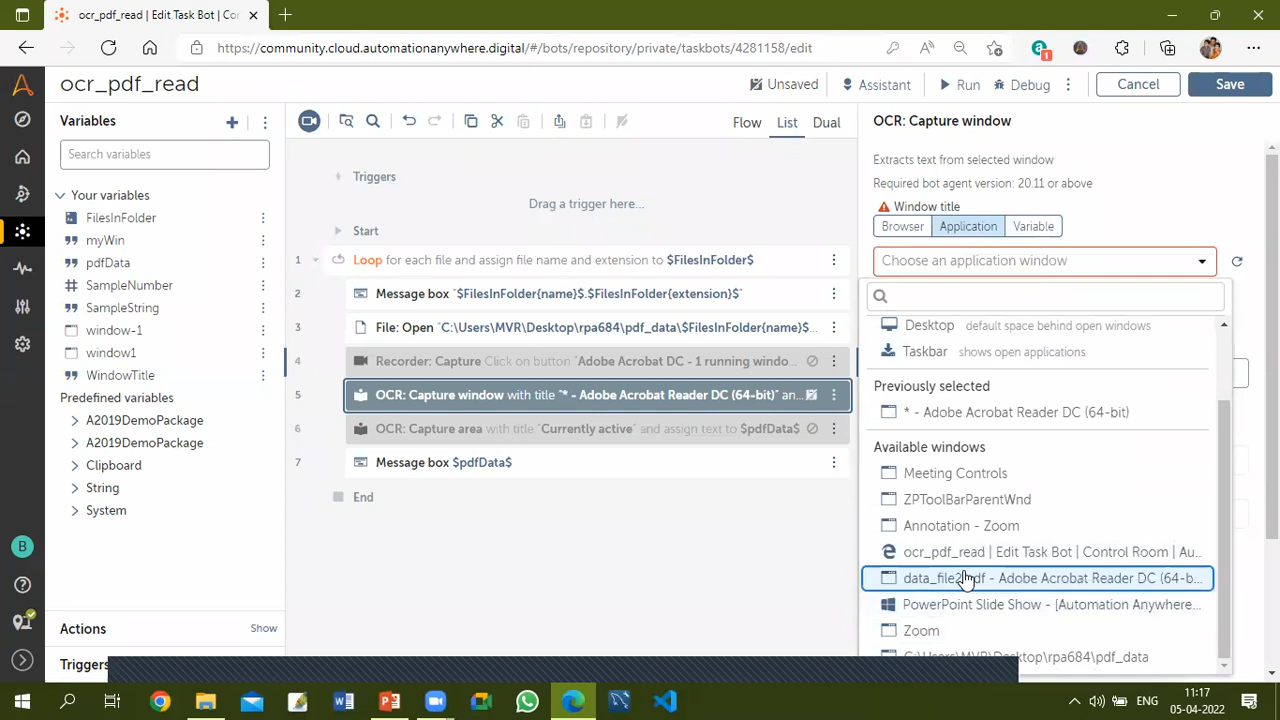 ocr_pdf_read | Edit Task Bot | Co
https://community.cloud.automationanywhere.digital/#/bots/repository/private/taskbots/4281158/edit
ocr_pdf_read
Unsaved
Assistant
Run
Debug
Cancel
Save
Variables
Search variables
Your variables
FilesInFolder
myWin
pdfData
SampleNumber
SampleString
window-1
window1
WindowTitle
Predefined variables
A2019DemoPackage
A2019DemoPackage
Clipboard
String
System
Actions
Show
Triggers
Flow
List
Dual
Triggers
Drag a trigger here...
Start
1 Loop for each file and assign file name and extension to $FilesInFolder$
2 Message box "$FilesInFolder{name}$.$FilesInFolder{extension}$"
3 File: Open "C:\Users\MVR\Desktop\rpa684\pdf_data\$FilesInFolder{name}$...
4 Recorder: Capture Click on button "Adobe Acrobat DC - 1 running windo...
5 OCR: Capture window with title "* - Adobe Acrobat Reader DC (64-bit)" an...
6 OCR: Capture area with title "Currently active" and assign text to $pdfData$
7 Message box $pdfData$
End
OCR: Capture window
Extracts text from selected window
Required bot agent version: 20.11 or above
Window title
Browser
Application
Variable
Choose an application window
Desktop default space behind open windows
Taskbar shows open applications
Previously selected
* - Adobe Acrobat Reader DC (64-bit)
Available windows
Meeting Controls
ZPToolBarParentWnd
Annotation - Zoom
ocr_pdf_read | Edit Task Bot | Control Room | Au...
- Adobe Acrobat Reader DC (64-b...
PowerPoint Slide Show - [Automation Anywhere...
Zoom
C:\Users\MVR\Desktop\rpa684\pdf_data
B
1
ENG
11:17
05-04-2022